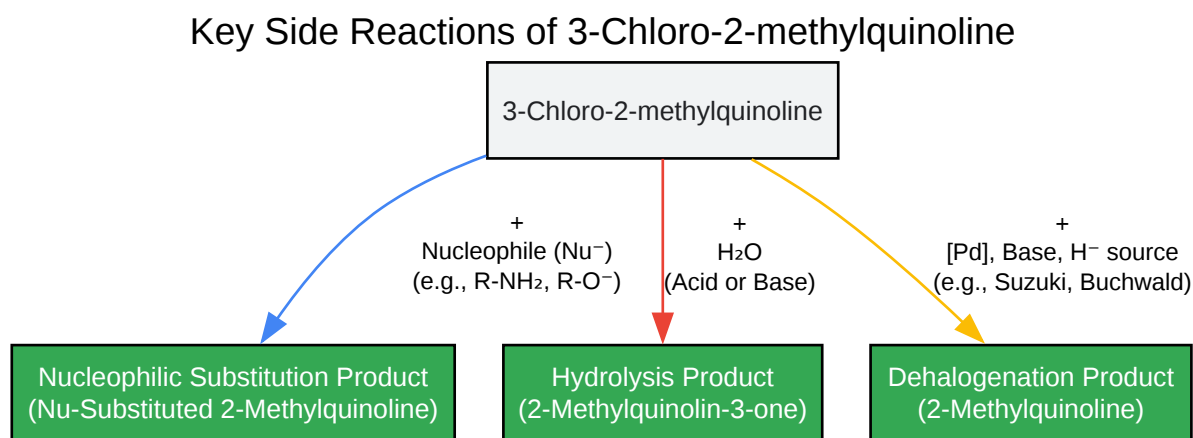 Key Side Reactions of 3-Chloro-2-methylquinoline
3-Chloro-2-methylquinoline
+
Nucleophile (Nu⁻)
(e.g., R-NH₂, R-O⁻)
+
H₂O
(Acid or Base)
+
[Pd], Base, H⁻ source
(e.g., Suzuki, Buchwald)
Nucleophilic Substitution Product
(Nu-Substituted 2-Methylquinoline)
Hydrolysis Product
(2-Methylquinolin-3-one)
Dehalogenation Product
(2-Methylquinoline)